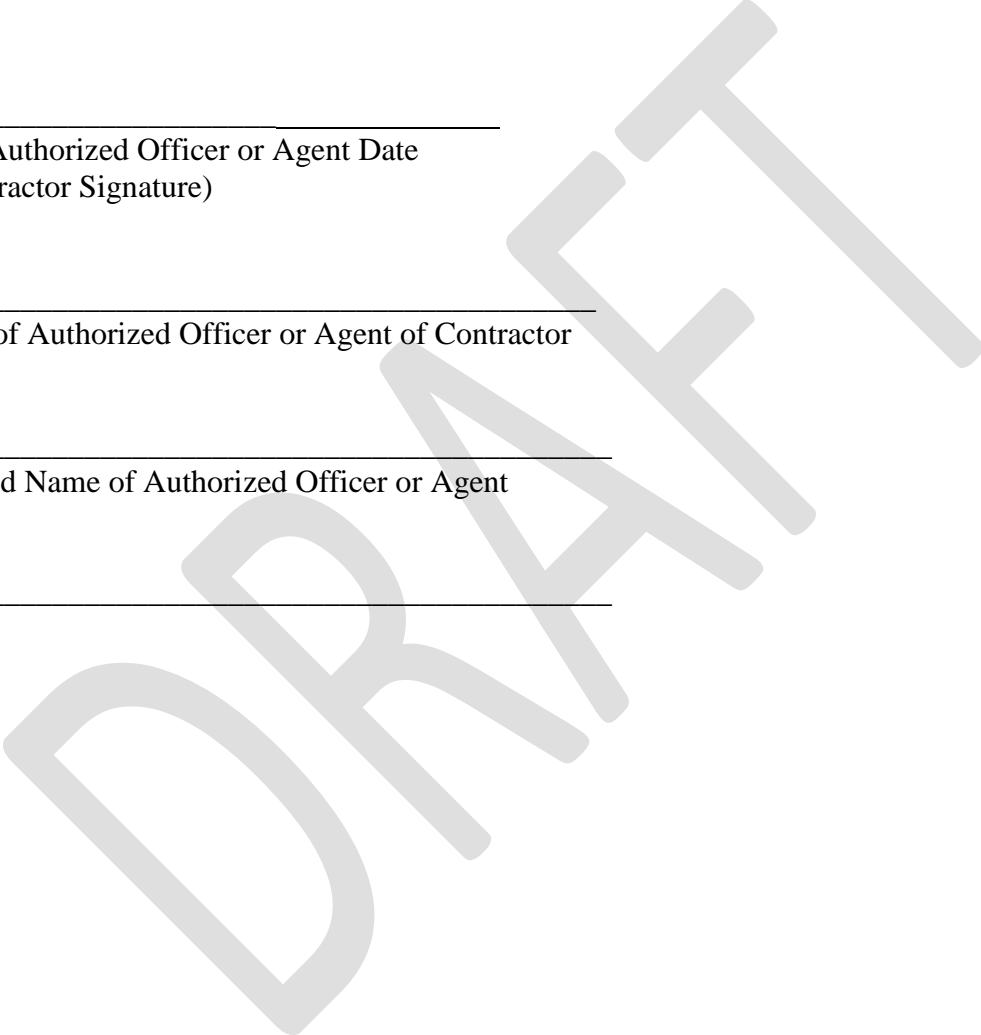 Authorized Officer or Agent Date
ractor Signature)
of Authorized Officer or Agent of Contractor
d Name of Authorized Officer or Agent
DRAFT